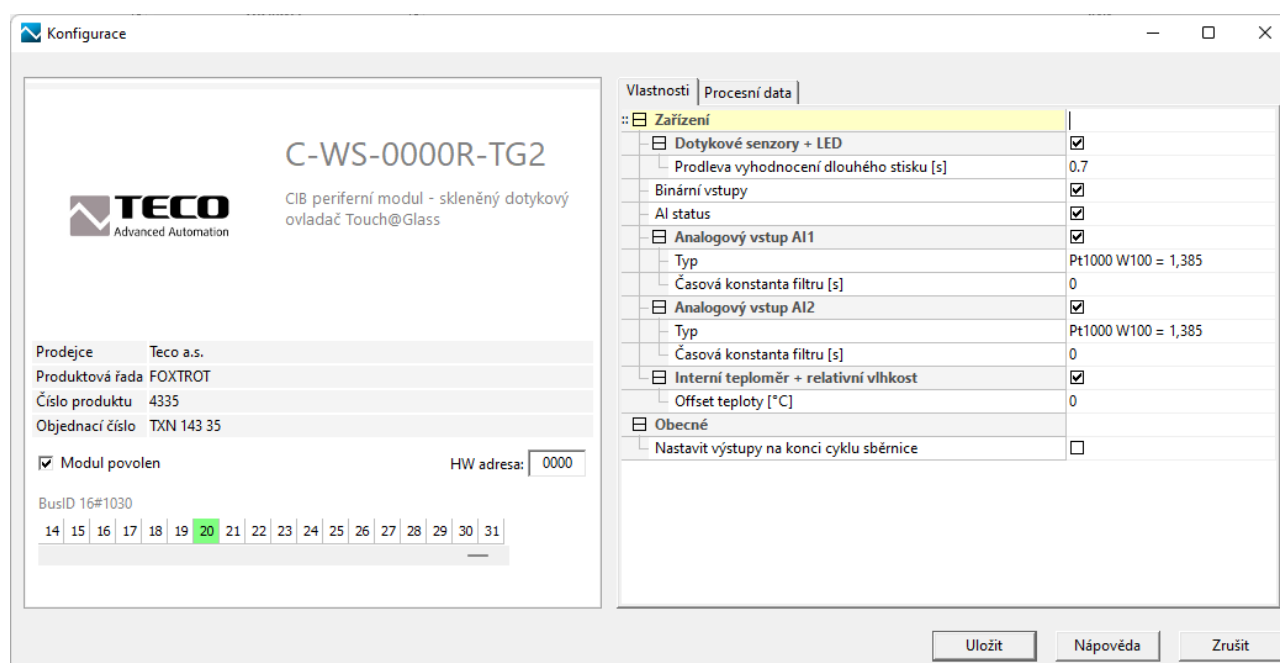 Konfigurace
C-WS-0000R-TG2
CIB periferní modul - skleněný dotykový
ovladač Touch@Glass
TECO
Advanced Automation
Prodejce Teco a.s.
Produktová řada FOXTROT
Číslo produktu 4335
Objednací číslo TXN 143 35
Modul povolen HW adresa: 0000
BusID 16#1030
14 15 16 17 18 19 20 21 22 23 24 25 26 27 28 29 30 31
Vlastnosti Procesní data
Zařízení
Dotykové senzory + LED
Prodleva vyhodnocení dlouhého stisku [s] 0.7
Binární vstupy
AI status
Analogový vstup AI1
Typ Pt1000 W100 = 1,385
Časová konstanta filtru [s] 0
Analogový vstup AI2
Typ Pt1000 W100 = 1,385
Časová konstanta filtru [s] 0
Interní teploměr + relativní vlhkost
Offset teploty [°C] 0
Obecné
Nastavit výstupy na konci cyklu sběrnice
Uložit Nápověda Zrušit